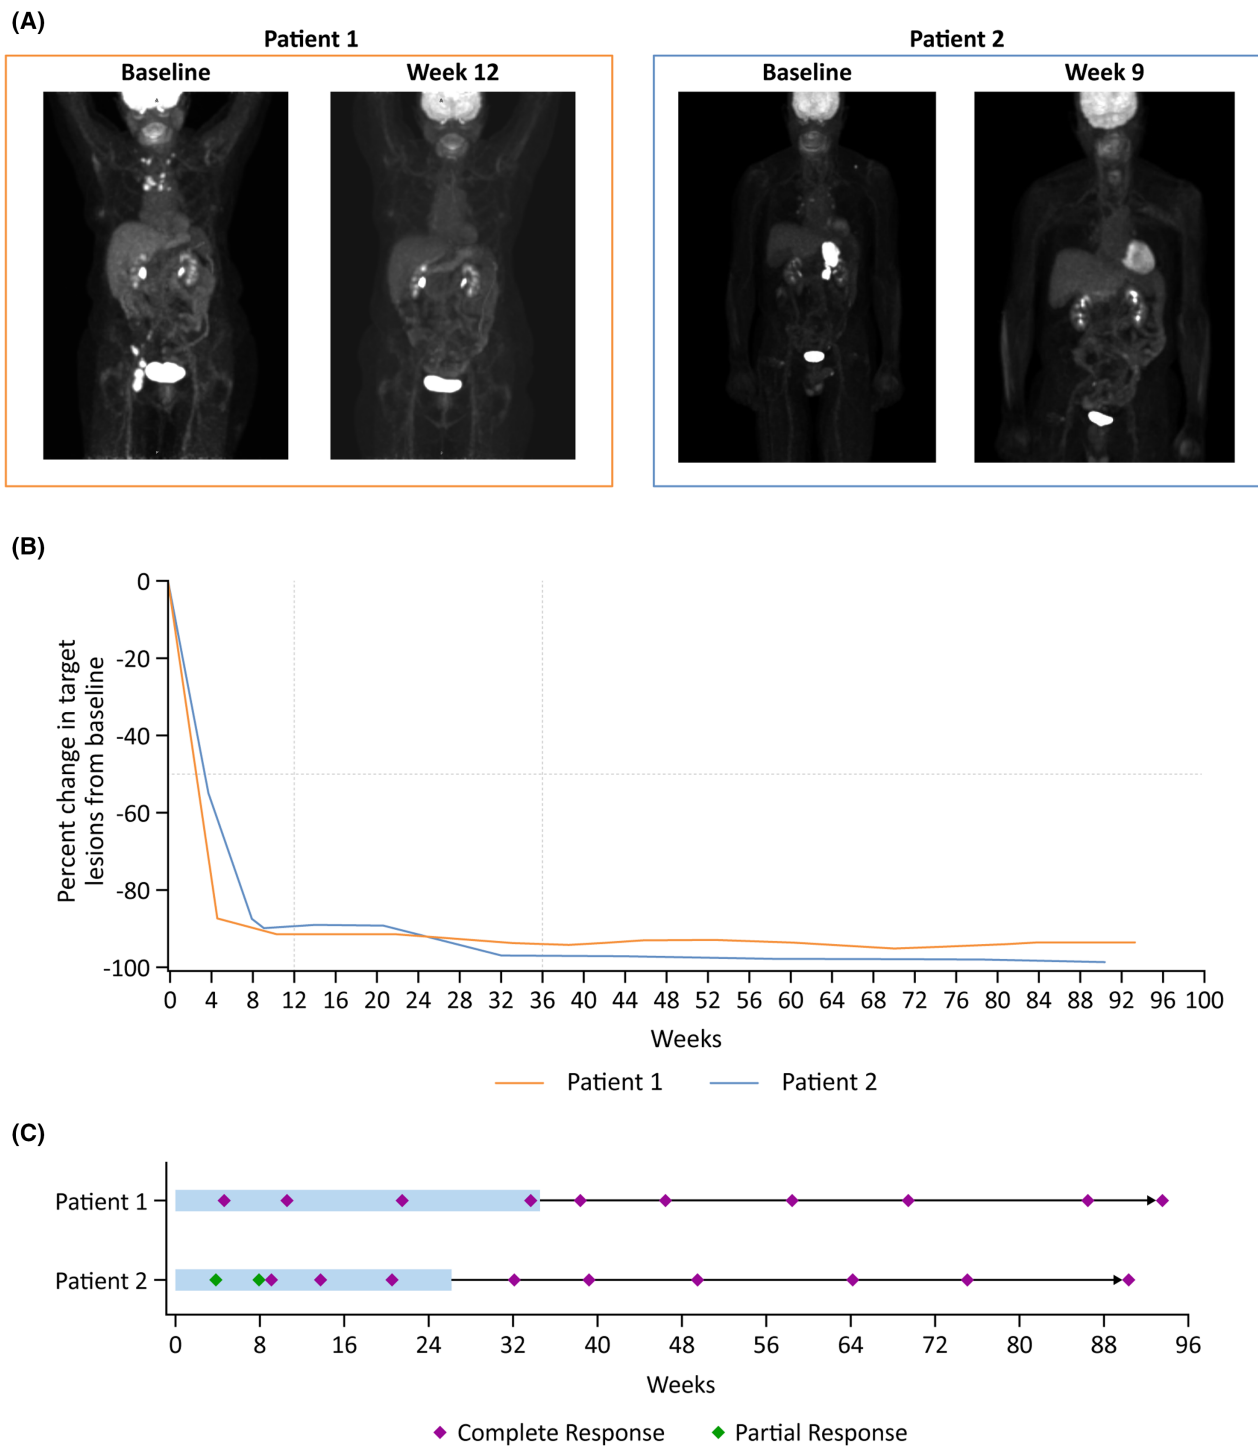 (A)
Patient 1
Patient 2
Baseline
Week 12
Baseline
Week 9
(B)
Percent change in target
lesions from baseline
0
-20
-40
-60
-80
-100
0 4 8 12 16 20 24 28 32 36 40 44 48 52 56 60 64 68 72 76 80 84 88 92 96 100
Weeks
Patient 1 Patient 2
(C)
Patient 1
Patient 2
0 8 16 24 32 40 48 56 64 72 80 88 96
Weeks
Complete Response Partial Response